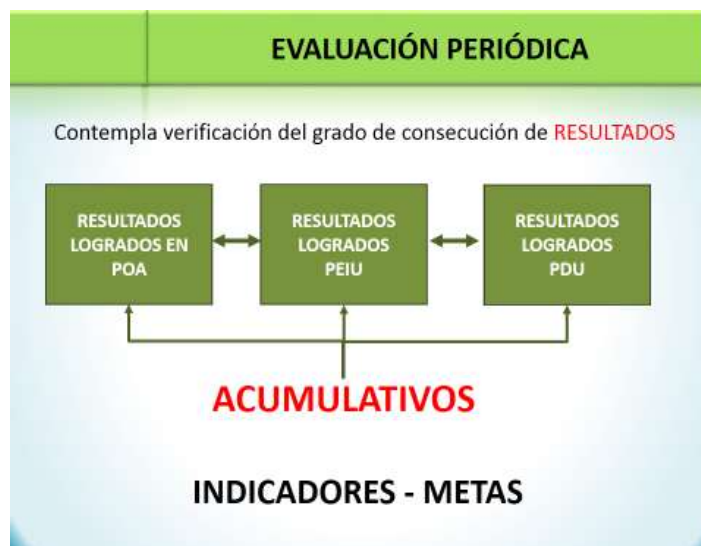 EVALUACIÓN PERIÓDICA
Contempla verificación del grado de consecución de RESULTADOS
RESULTADOS
LOGRADOS EN
POA
RESULTADOS
LOGRADOS
PEIU
RESULTADOS
LOGRADOS
PDU
ACUMULATIVOS
INDICADORES - METAS